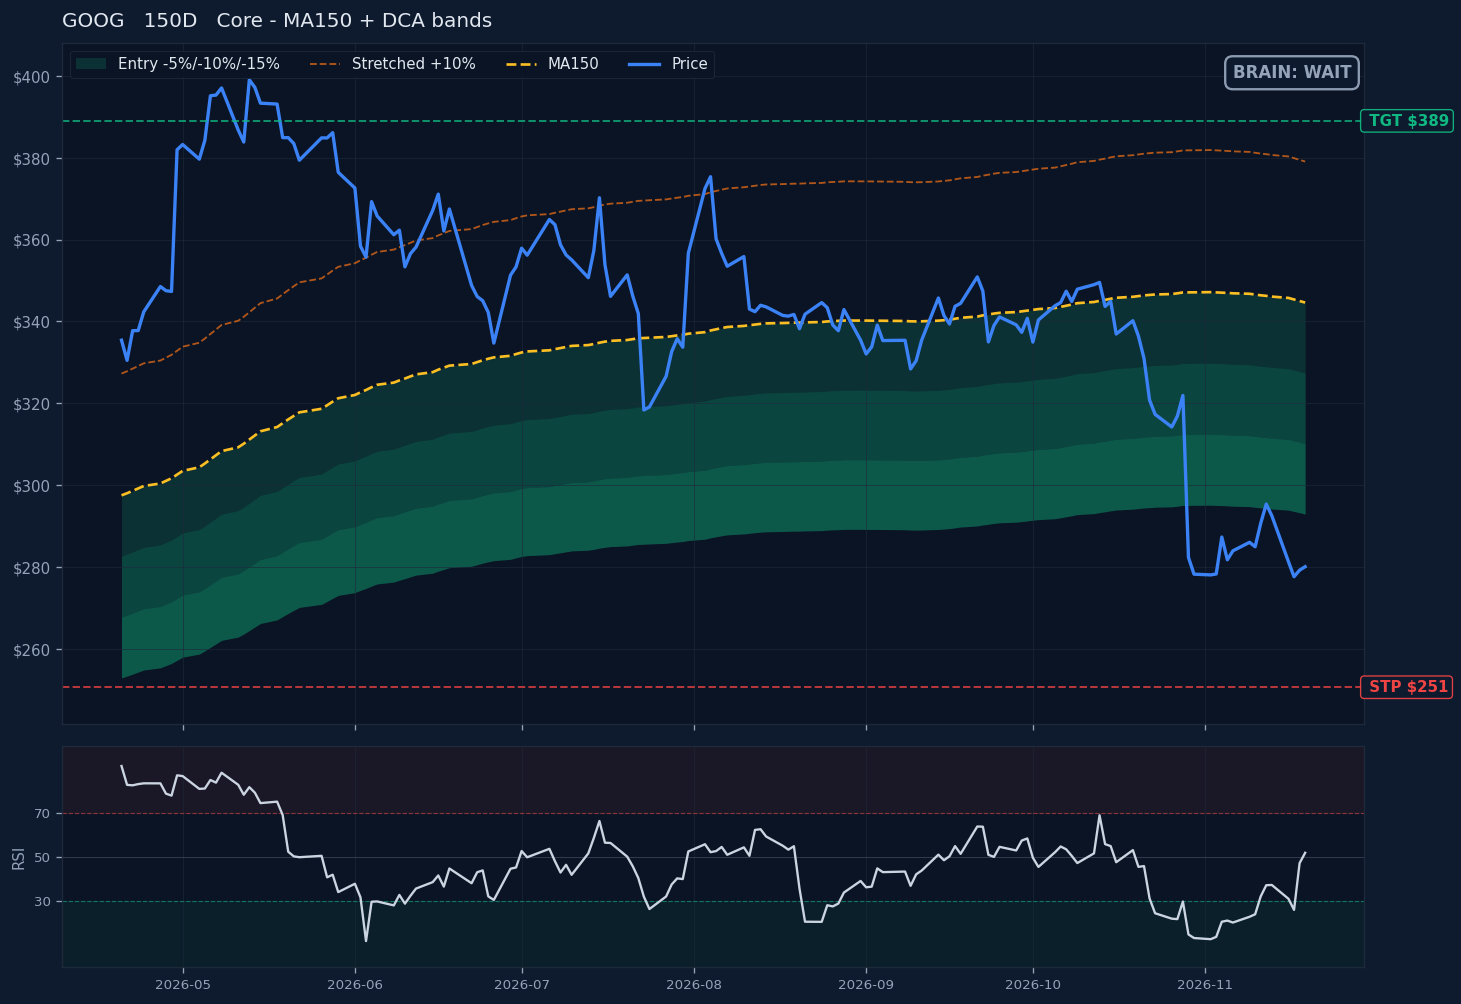 GOOG 150D Core - MA150 + DCA bands
Entry -5%/-10%/-15% Stretched +10% MA150 Price
BRAIN: WAIT
$400
TGT $389
$380
$360
$340
$320
$300
$280
$260
STP $251
RSI
70
50
30
2026-05 2026-06 2026-07 2026-08 2026-09 2026-10 2026-11